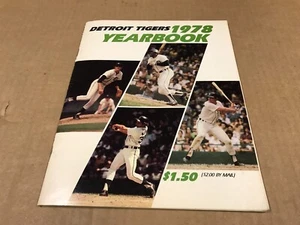 DETROIT TIGERS 1978
YEARBOOK
$1.50 ($2.00 BY MAIL)